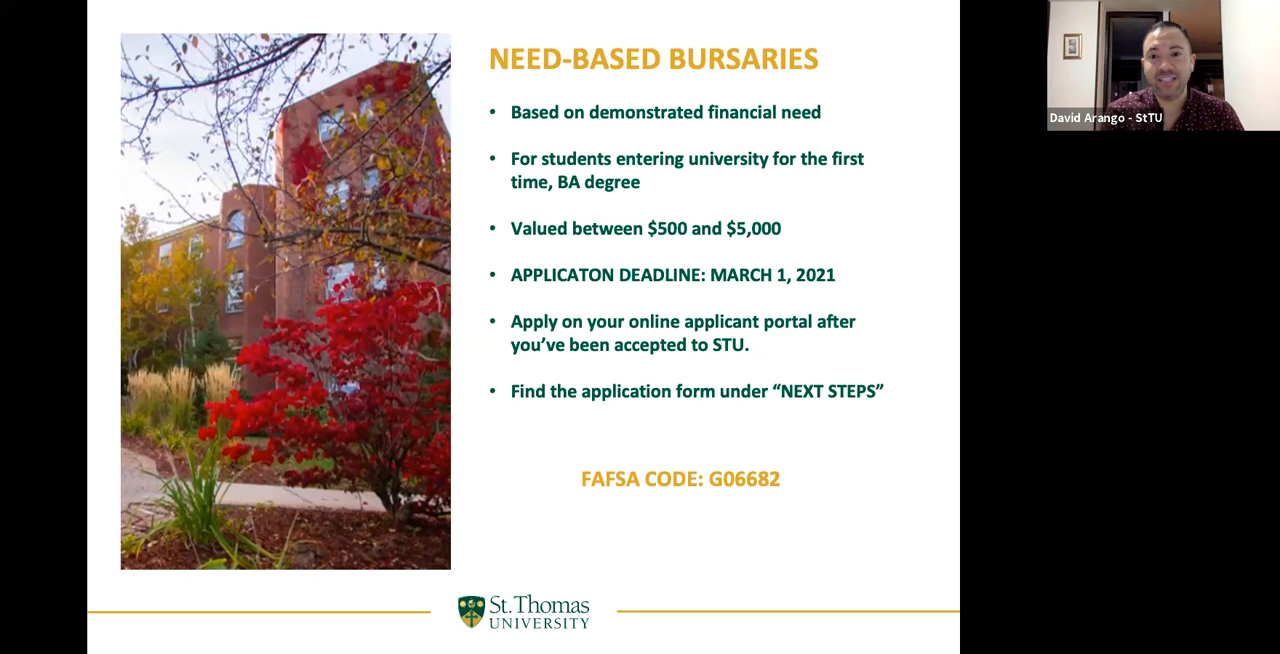 NEED-BASED BURSARIES
• Based on demonstrated financial need
• For students entering university for the first
time, BA degree
• Valued between $500 and $5,000
• APPLICATON DEADLINE: MARCH 1, 2021
• Apply on your online applicant portal after
you’ve been accepted to STU.
• Find the application form under “NEXT STEPS”
FAFSA CODE: G06682
St. Thomas
UNIVERSITY
David Arango - StTU